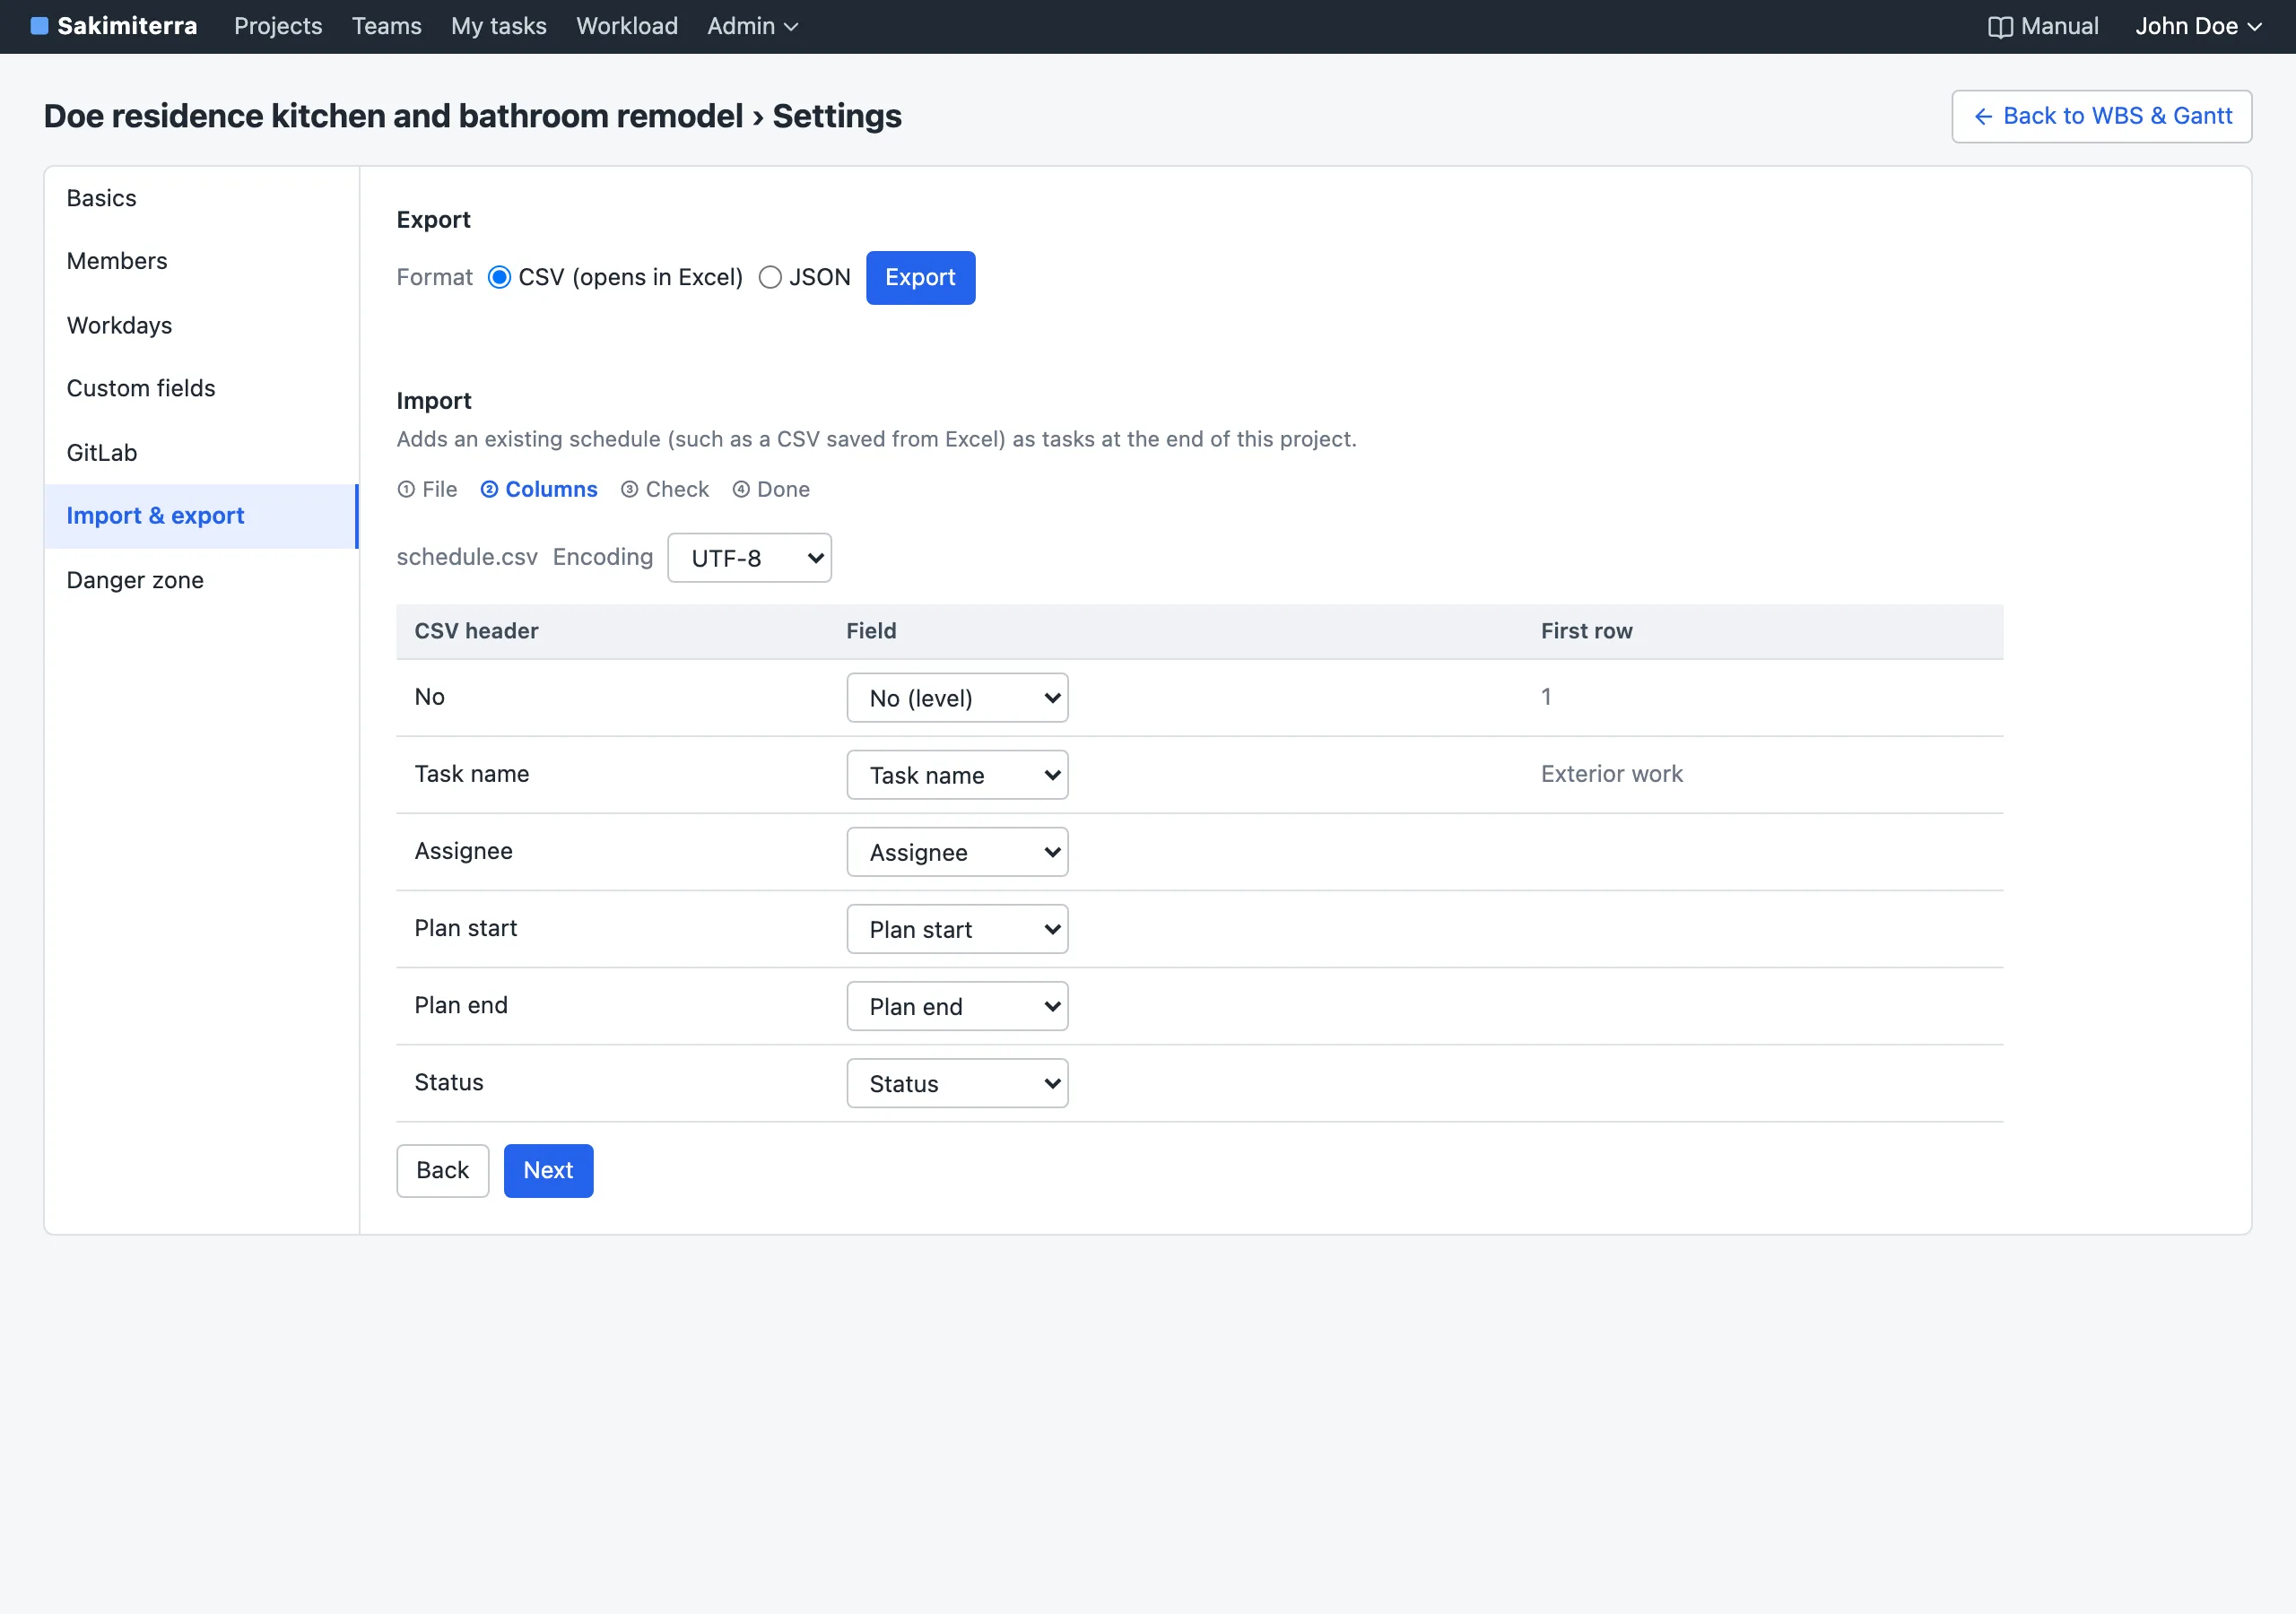 Sakimiterra Projects Teams My tasks Workload Admin Manual John Doe
Doe residence kitchen and bathroom remodel › Settings
← Back to WBS & Gantt
Basics
Members
Workdays
Custom fields
GitLab
Import & export
Danger zone
Export
Format CSV (opens in Excel) JSON Export
Import
Adds an existing schedule (such as a CSV saved from Excel) as tasks at the end of this project.
① File ② Columns ③ Check ④ Done
schedule.csv Encoding UTF-8
CSV header Field First row
No No (level) 1
Task name Task name Exterior work
Assignee Assignee
Plan start Plan start
Plan end Plan end
Status Status
Back Next